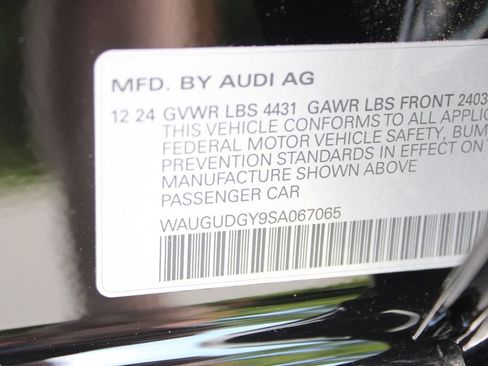 MFD. BY AUDI AG
12 24 GVWR LBS 4431 GAWR LBS FRONT 2403
THIS VEHICLE CONFORMS TO ALL
FEDERAL MOTOR VEHICLE SAFETY,
PREVENTION STANDARDS IN EFFECT ON
MANUFACTURE SHOWN ABOVE
PASSENGER CAR
WAUGUDGY9SA067065